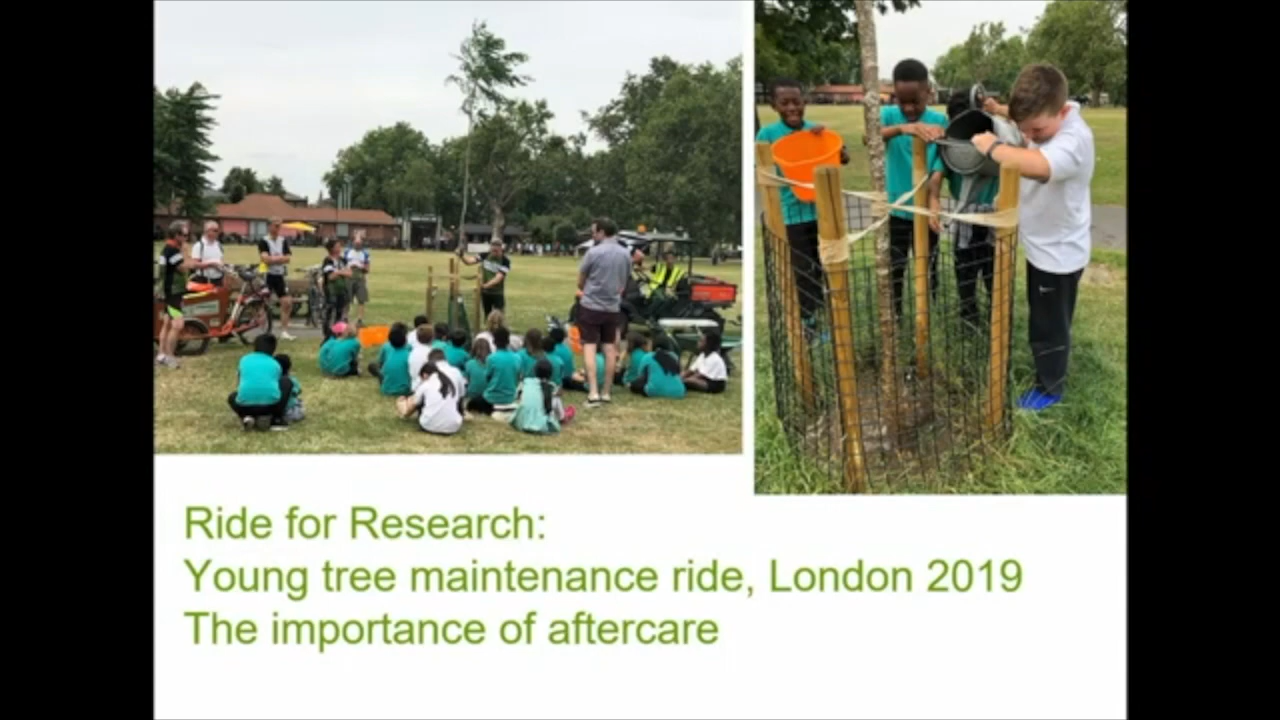 Ride for Research:
Young tree maintenance ride, London 2019
The importance of aftercare